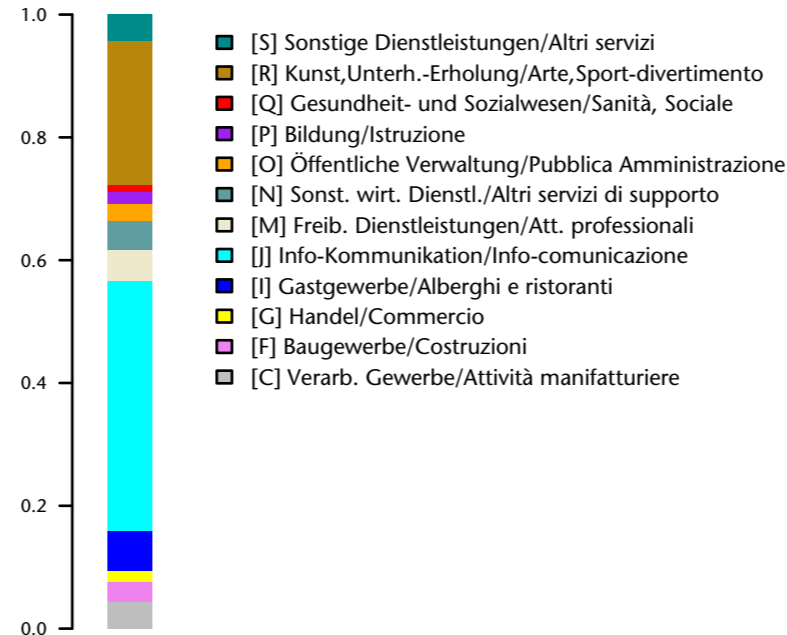 1.0
0.8
0.6
0.4
0.2
0.0
[S] Sonstige Dienstleistungen/Altri servizi
[R] Kunst,Unterh.-Erholung/Arte,Sport-divertimento
[Q] Gesundheit- und Sozialwesen/Sanità, Sociale
[P] Bildung/Istruzione
[O] Öffentliche Verwaltung/Pubblica Amministrazione
[N] Sonst. wirt. Dienstl./Altri servizi di supporto
[M] Freib. Dienstleistungen/Att. professionali
[J] Info-Kommunikation/Info-comunicazione
[I] Gastgewerbe/Alberghi e ristoranti
[G] Handel/Commercio
[F] Baugewerbe/Costruzioni
[C] Verarb. Gewerbe/Attività manifatturiere